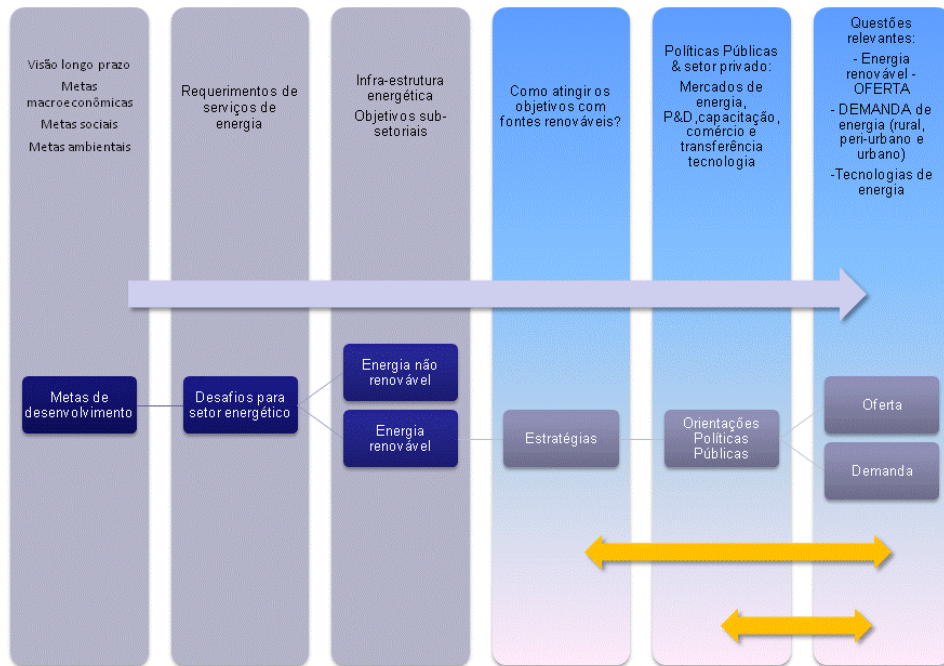 Visão longo prazo
Metas
macroeconômicas
Metas sociais
Metas ambientais
Requerimentos de
serviços de
energia
Infra-estrutura
energética
Objetivos sub-
setoriais
Como atingir os
objetivos com
fontes renováveis?
Políticas Públicas
& setor privado:
Mercados de
energia,
P&D,capacitação,
comércio e
transferência
tecnologia
Questões
relevantes:
- Energia
renovável -
OFERTA
- DEMANDA de
energia (rural,
peri-urbano e
urbano)
-Tecnologias de
energia
Metas de
desenvolvimento
Desafios para
setor energético
Energia não
renovável
Energia
renovável
Estratégias
Orientações
Políticas
Públicas
Oferta
Demanda